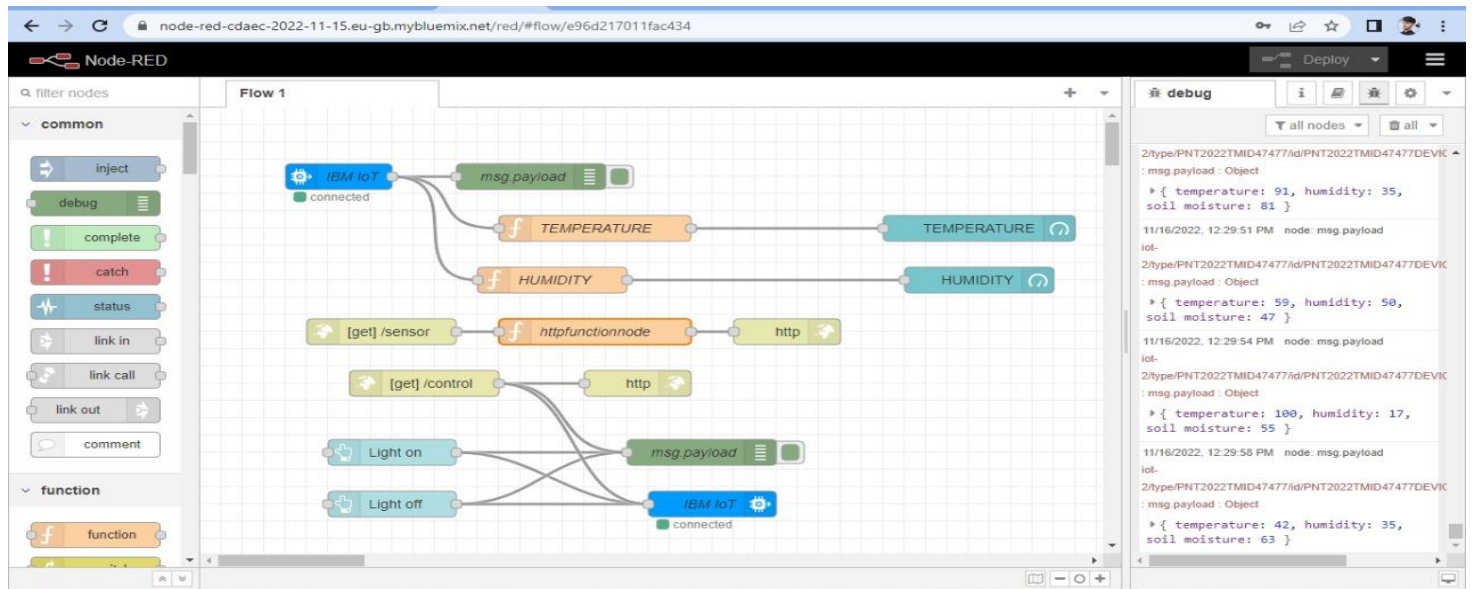 node-red-cdaec-2022-11-15.eu-gb.mybluemix.net/red/#flow/e96d217011fac434
Node-RED
Deploy
filter nodes
common
inject
debug
complete
catch
status
link in
link call
link out
comment
function
function
Flow 1
IBM IoT
connected
msg.payload
TEMPERATURE
TEMPERATURE
HUMIDITY
HUMIDITY
[get] /sensor
httpfunctionnode
http
[get] /control
http
Light on
msg.payload
Light off
IBM IoT
connected
debug
all nodes
all
2/type/PNT2022TMID47477/id/PNT2022TMID47477DEVIC
: msg.payload : Object
{ temperature: 91, humidity: 35,
soil moisture: 81 }
11/16/2022, 12:29:51 PM node: msg.payload
iot-
2/type/PNT2022TMID47477/id/PNT2022TMID47477DEVIC
: msg.payload : Object
{ temperature: 59, humidity: 50,
soil moisture: 47 }
11/16/2022, 12:29:54 PM node: msg.payload
iot-
2/type/PNT2022TMID47477/id/PNT2022TMID47477DEVIC
: msg.payload : Object
{ temperature: 100, humidity: 17,
soil moisture: 55 }
11/16/2022, 12:29:58 PM node: msg.payload
iot-
2/type/PNT2022TMID47477/id/PNT2022TMID47477DEVIC
: msg.payload : Object
{ temperature: 42, humidity: 35,
soil moisture: 63 }